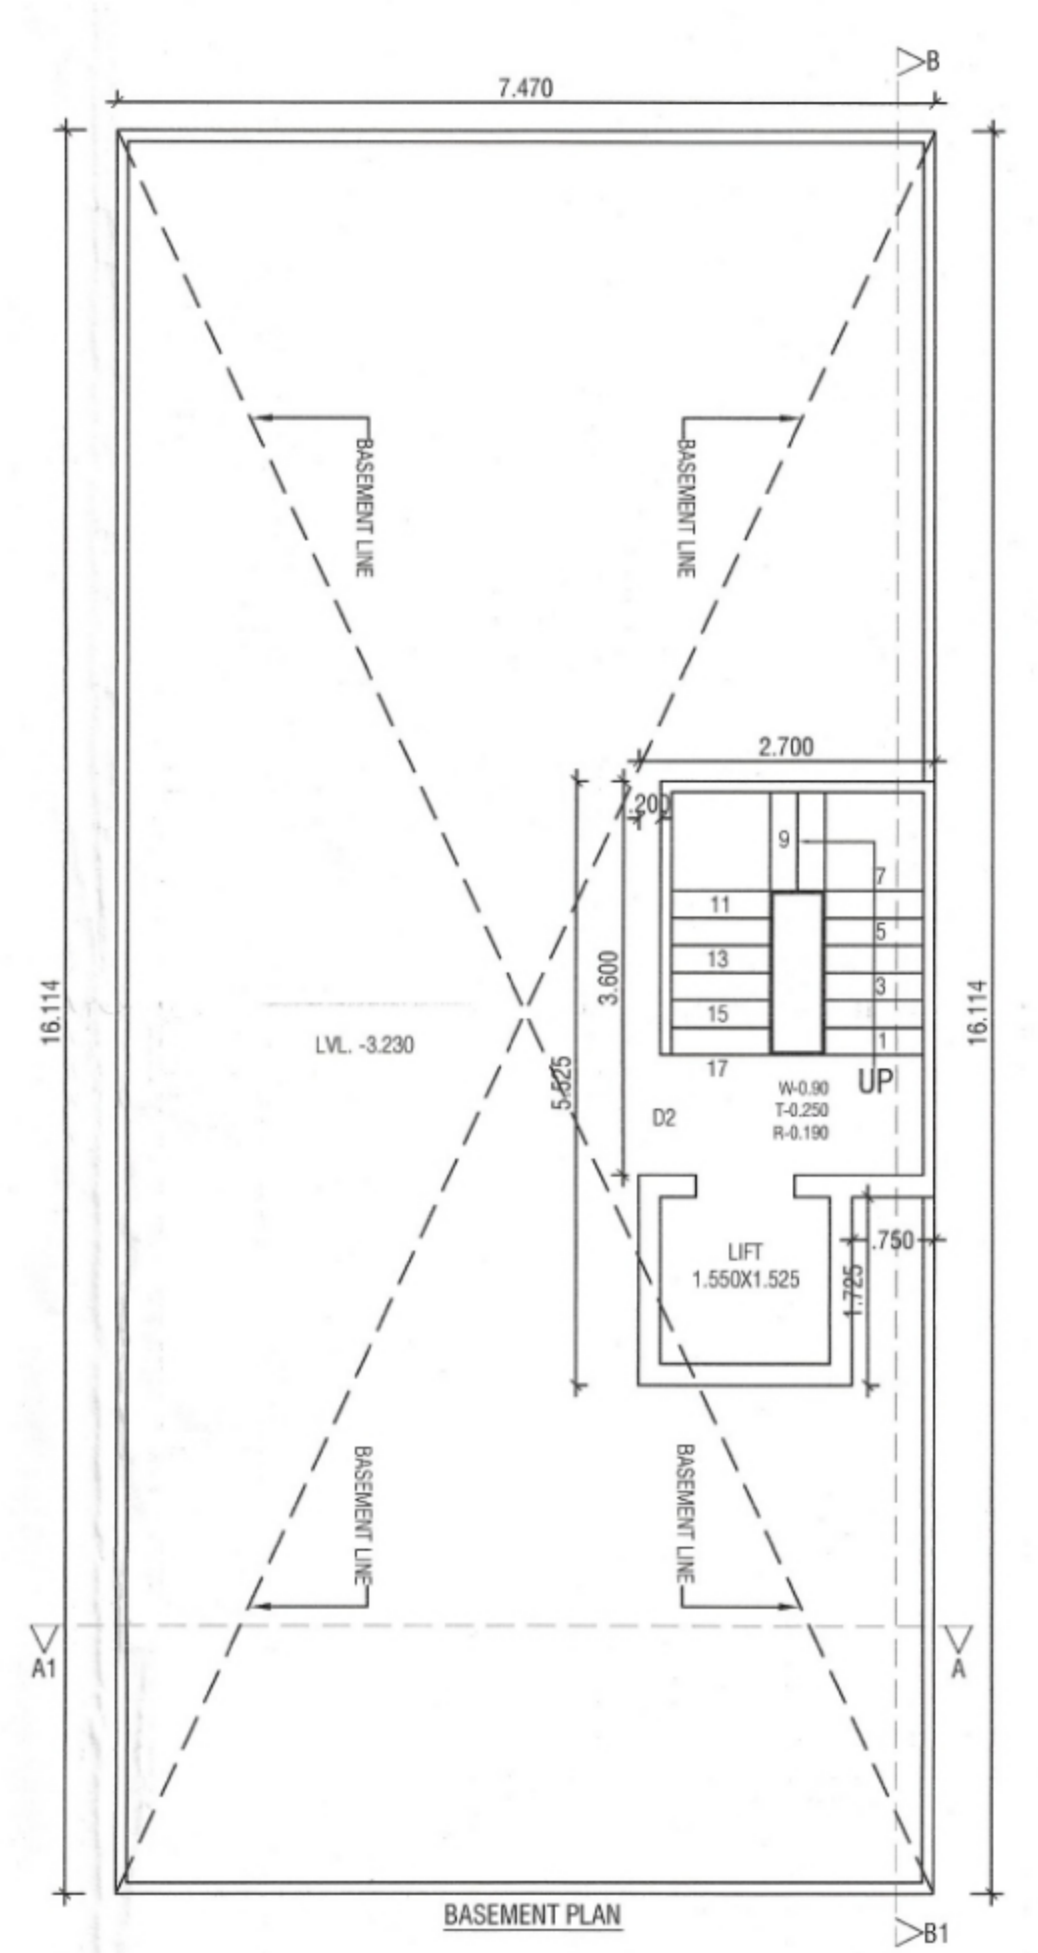 B
7.470
BASEMENT LINE
BASEMENT LINE
2.700
.200
9
7
11
5
13
3
15
1
17
UP
3.600
5.525
16.114
16.114
LVL. -3.230
W-0.90
T-0.250
R-0.190
D2
LIFT
1.550X1.525
.750
1.725
BASEMENT LINE
BASEMENT LINE
A1
A
BASEMENT PLAN
B1